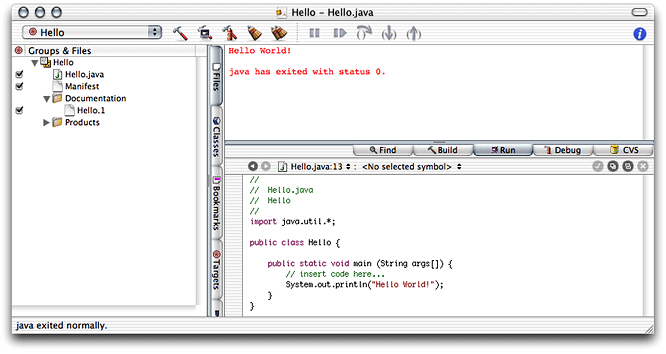 Hello – Hello.java
Hello
Groups & Files
Hello
Hello.java
Manifest
Documentation
Hello.1
Products
Files
Classes
Bookmarks
Targets
Hello World!
java has exited with status 0.
Find Build Run Debug CVS
Hello.java:13 : <No selected symbol>
//
// Hello.java
// Hello
//
import java.util.*;
public class Hello {
public static void main (String args[]) {
// insert code here...
System.out.println("Hello World!");
}
}
java exited normally.